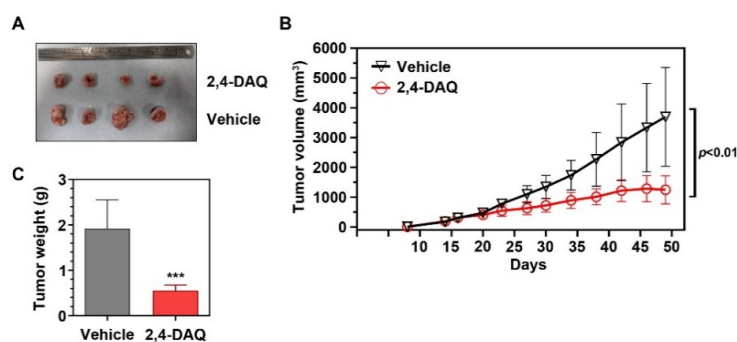 A
2,4-DAQ
Vehicle
B
Tumor volume (mm³)
6000
5000
4000
3000
2000
1000
0
Vehicle
2,4-DAQ
p<0.01
10 15 20 25 30 35 40 45 50
Days
C
Tumor weight (g)
3
2
1
0
***
Vehicle 2,4-DAQ